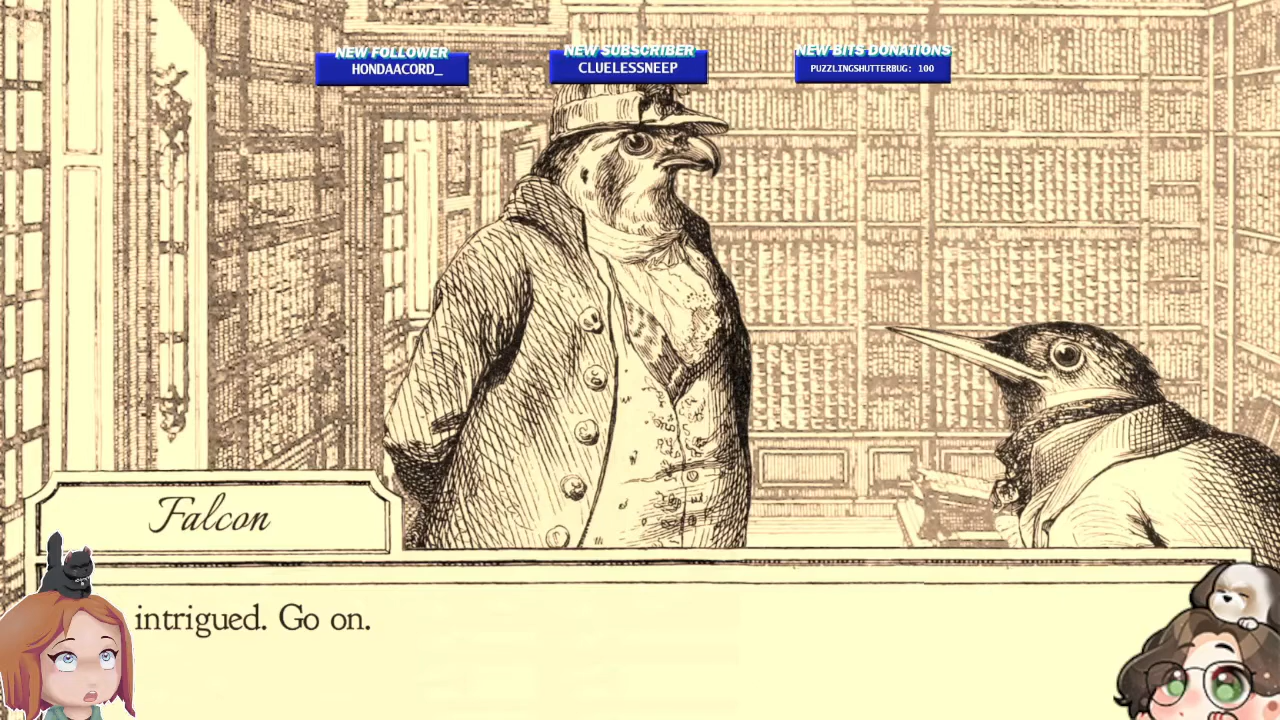 NEW FOLLOWER
HONDAACORD_
NEW SUBSCRIBER
CLUELESSNEEP
NEW BITS DONATIONS
PUZZLINGSHUTTERBUG: 100
Falcon
intrigued. Go on.